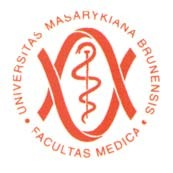 UNIVERSITAS MASARYKIANA BRUNENSIS
• FACULTAS MEDICA •